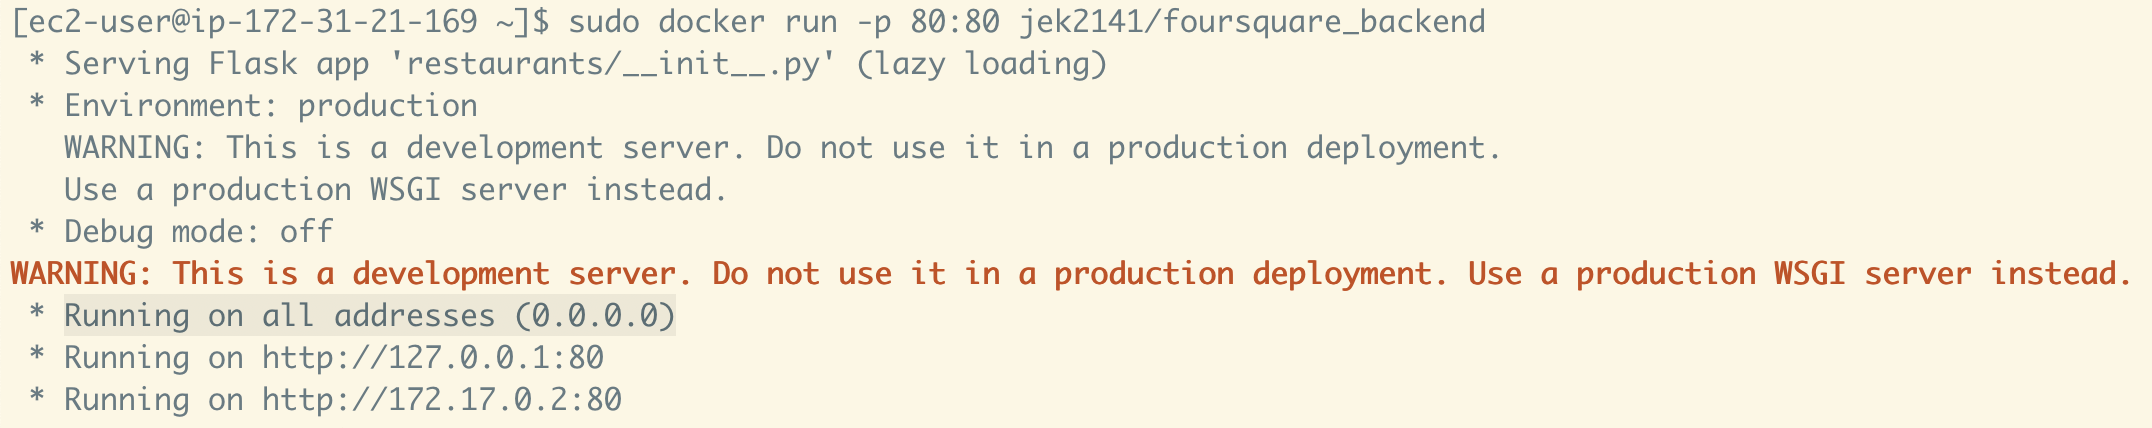 [ec2-user@ip-172-31-21-169 ~]$ sudo docker run -p 80:80 jek2141/foursquare_backend
 * Serving Flask app 'restaurants/__init__.py' (lazy loading)
 * Environment: production
   WARNING: This is a development server. Do not use it in a production deployment.
   Use a production WSGI server instead.
 * Debug mode: off
WARNING: This is a development server. Do not use it in a production deployment. Use a production WSGI server instead.
 * Running on all addresses (0.0.0.0)
 * Running on http://127.0.0.1:80
 * Running on http://172.17.0.2:80